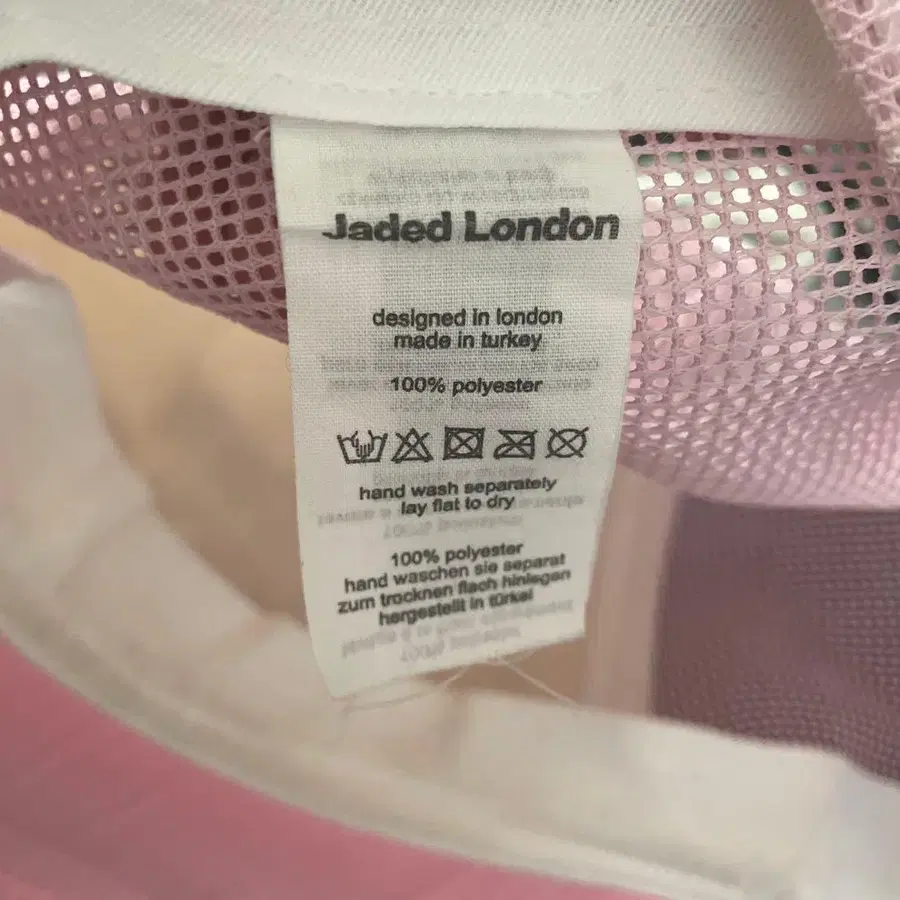 Jaded London
designed in london
made in turkey
100% polyester
hand wash separately
lay flat to dry
100% polyester
hand waschen sie separat
zum trocknen flach hinlegen
hergestellt in türkei